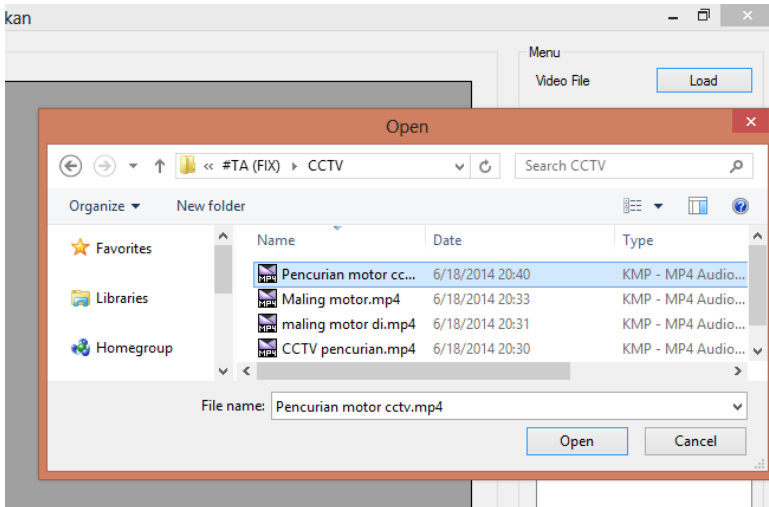 kan
Menu
Video File Load
Open
« #TA (FIX) CCTV Search CCTV
Organize New folder
Name Date Type
Favorites
Libraries
Homegroup
Pencurian motor cc... 6/18/2014 20:40 KMP - MP4 Audio...
Maling motor.mp4 6/18/2014 20:33 KMP - MP4 Audio...
maling motor di.mp4 6/18/2014 20:31 KMP - MP4 Audio...
CCTV pencurian.mp4 6/18/2014 20:30 KMP - MP4 Audio...
File name: Pencurian motor cctv.mp4
Open Cancel